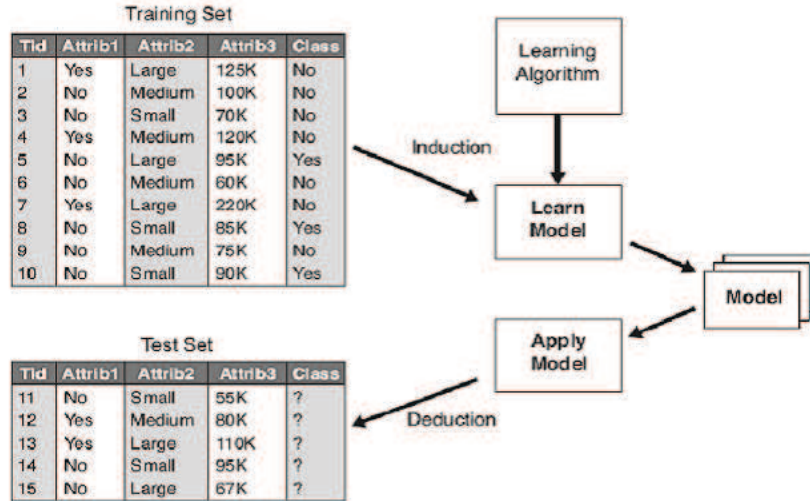 Training Set
Tid Attrib1 Attrib2 Attrib3 Class
1 Yes Large 125K No
2 No Medium 100K No
3 No Small 70K No
4 Yes Medium 120K No
5 No Large 95K Yes
6 No Medium 60K No
7 Yes Large 220K No
8 No Small 85K Yes
9 No Medium 75K No
10 No Small 90K Yes
Learning
Algorithm
Induction
Learn
Model
Model
Apply
Model
Deduction
Test Set
Tid Attrib1 Attrib2 Attrib3 Class
11 No Small 55K ?
12 Yes Medium 80K ?
13 Yes Large 110K ?
14 No Small 95K ?
15 No Large 67K ?